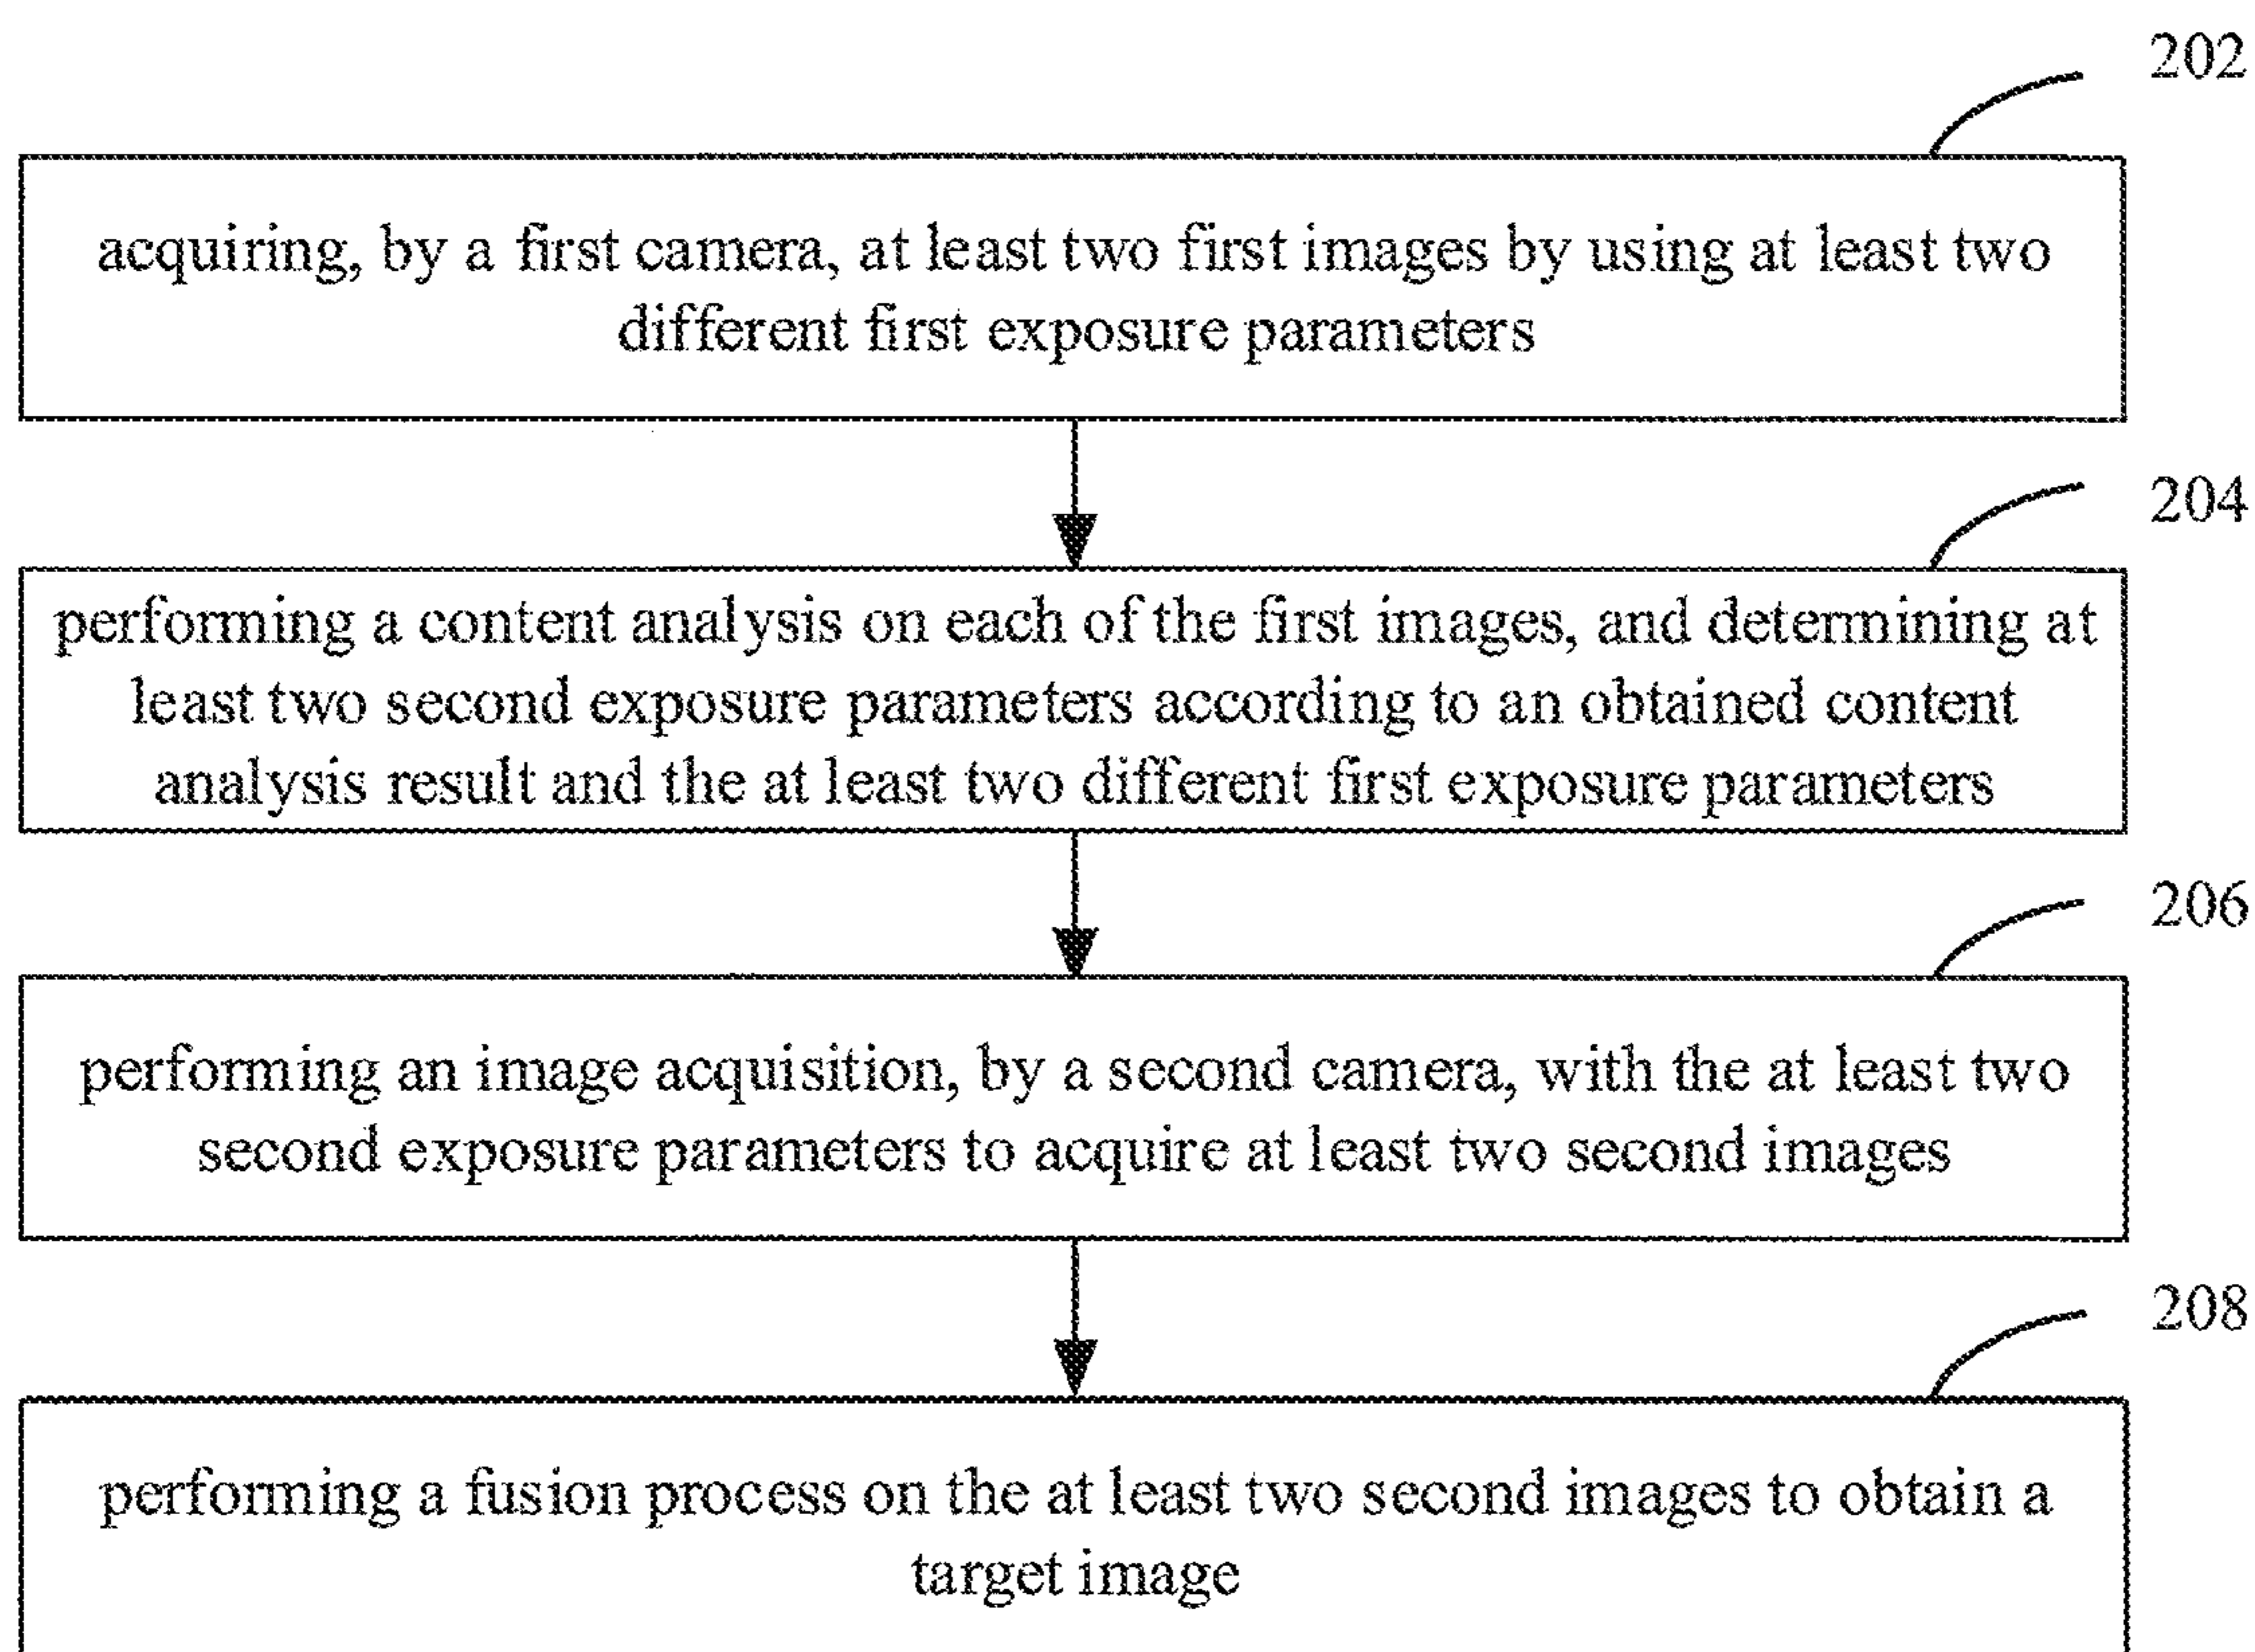 202
acquiring, by a first camera, at least two first images by using at least two
different first exposure parameters
204
performing a content analysis on each of the first images, and determining at
least two second exposure parameters according to an obtained content
analysis result and the at least two different first exposure parameters
206
performing an image acquisition, by a second camera, with the at least two
second exposure parameters to acquire at least two second images
208
performing a fusion process on the at least two second images to obtain a
target image